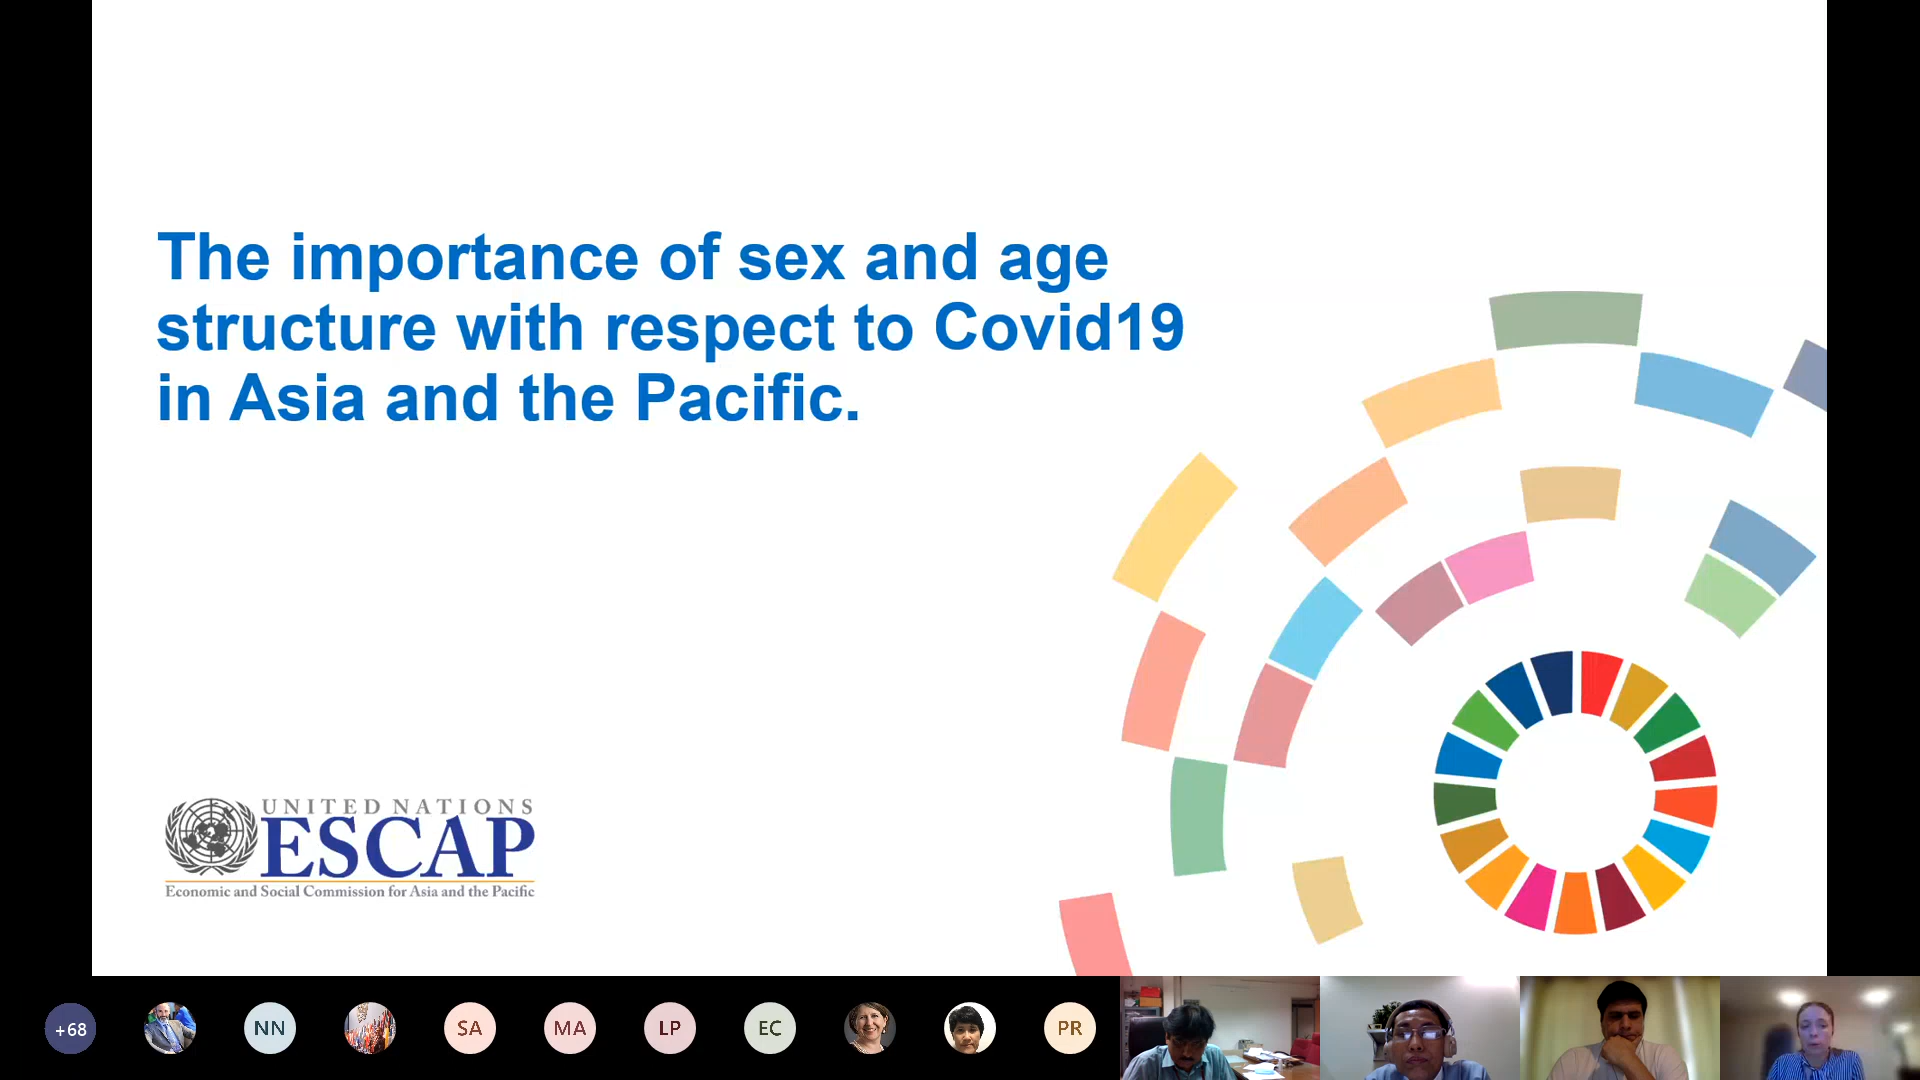 The importance of sex and age
structure with respect to Covid19
in Asia and the Pacific.
UNITED NATIONS
ESCAP
Economic and Social Commission for Asia and the Pacific
+68
NN
SA
MA
LP
EC
PR